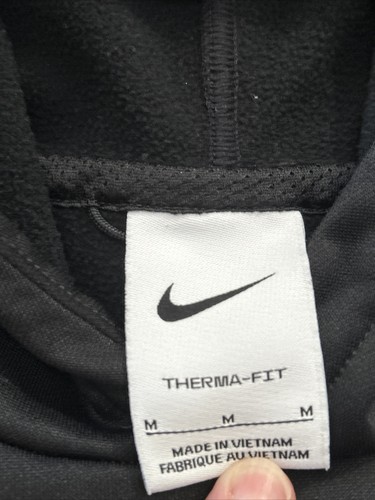 THERMA-FIT
M M M
MADE IN VIETNAM
FABRIQUE AU VIETNAM